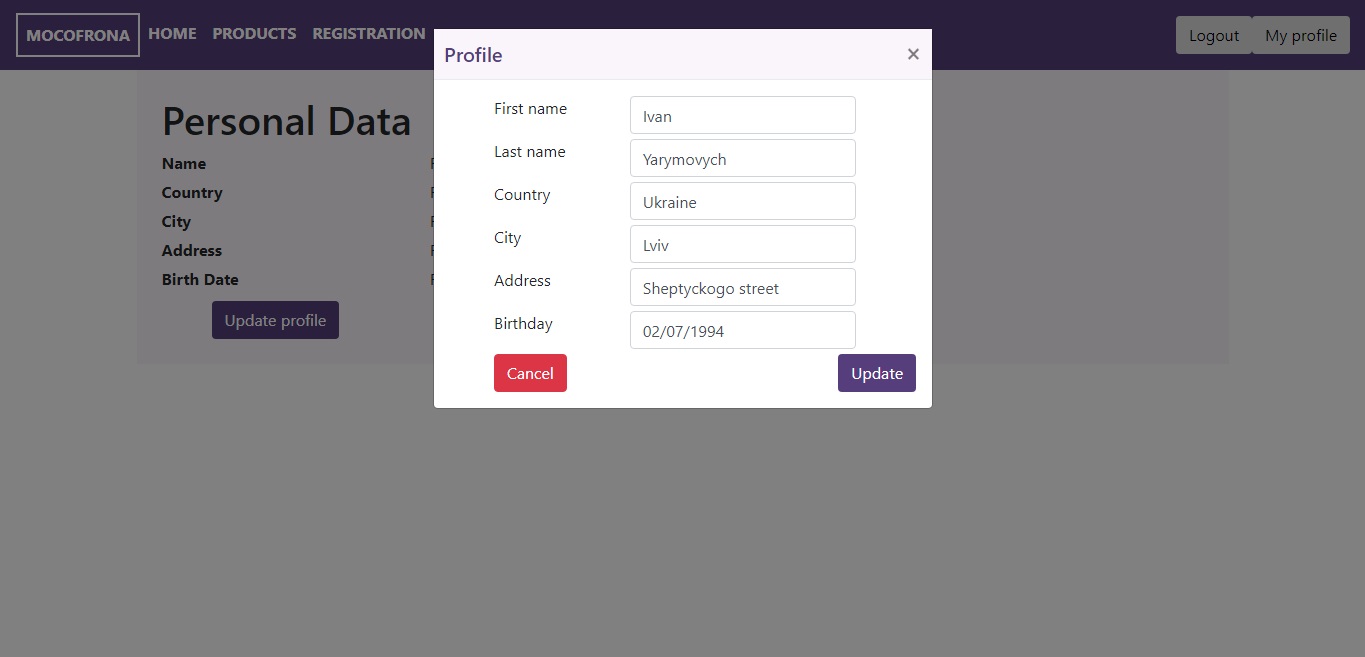 MOCOFRONA HOME PRODUCTS REGISTRATION Logout My profile
Profile ×
First name Ivan
Last name Yarymovych
Country Ukraine
City Lviv
Address Sheptyckogo street
Birthday 02/07/1994
Cancel Update
Personal Data
Name
Country
City
Address
Birth Date
Update profile